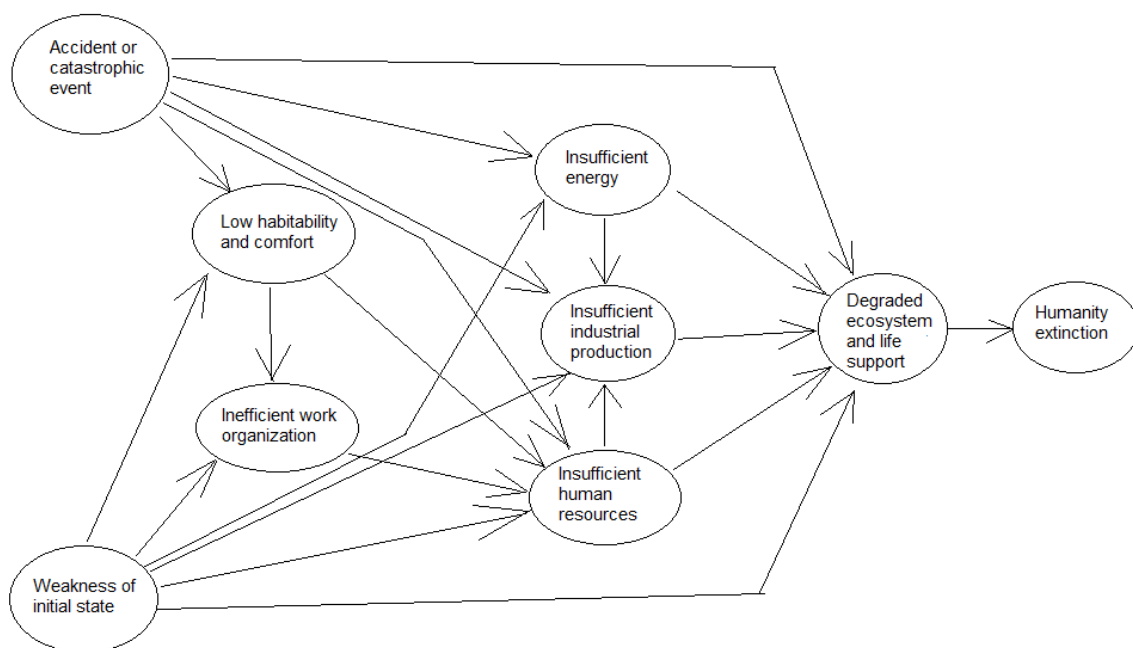 Accident or
catastrophic
event
Insufficient
energy
Low habitability
and comfort
Insufficient
industrial
production
Degraded
ecosystem
and life
support
Humanity
extinction
Inefficient work
organization
Insufficient
human
resources
Weakness of
initial state